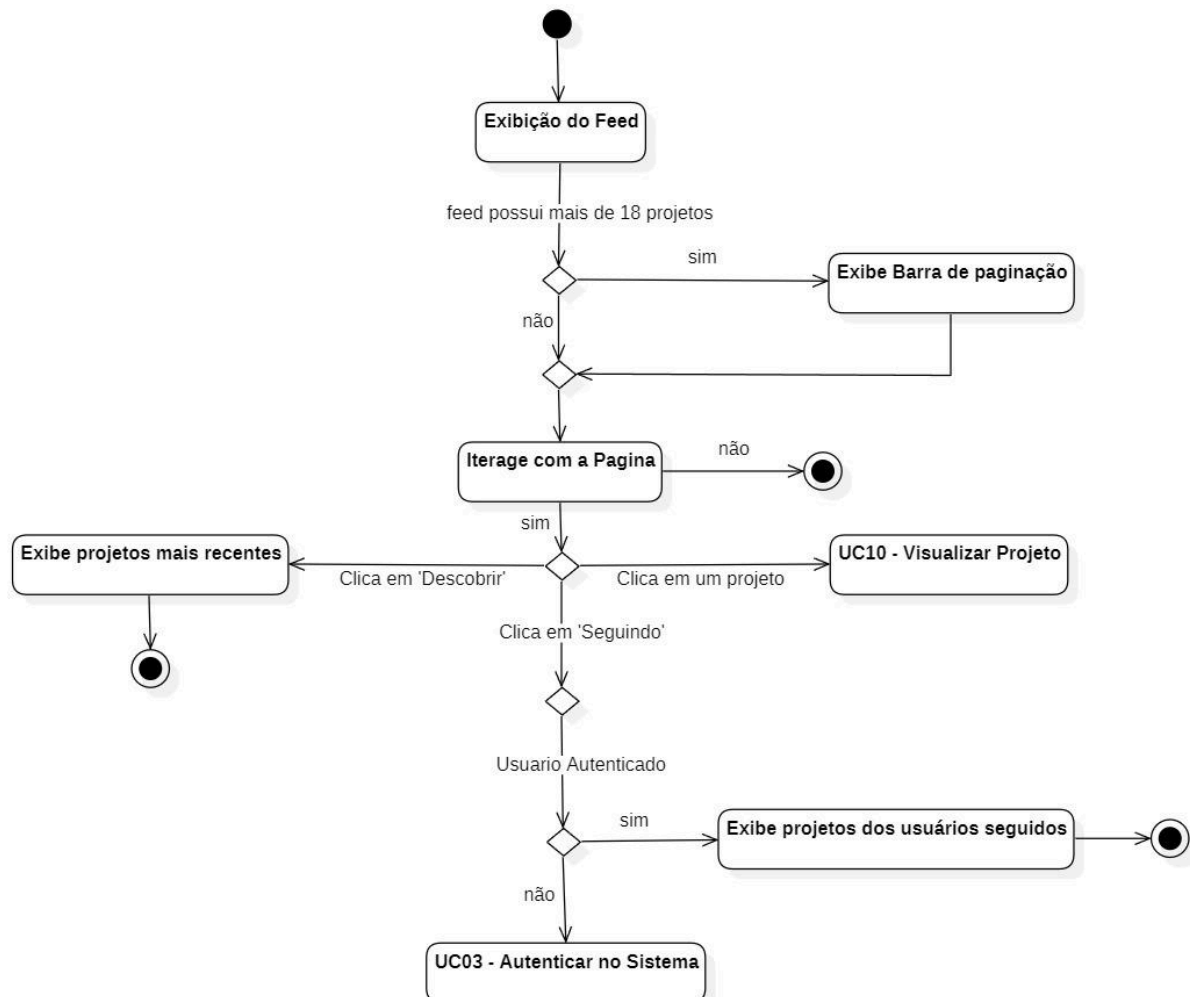 Exibição do Feed
feed possui mais de 18 projetos
sim
Exibe Barra de paginação
não
Iterage com a Pagina
não
sim
Exibe projetos mais recentes
Clica em 'Descobrir'
Clica em um projeto
UC10 - Visualizar Projeto
Clica em 'Seguindo'
Usuario Autenticado
sim
Exibe projetos dos usuários seguidos
não
UC03 - Autenticar no Sistema